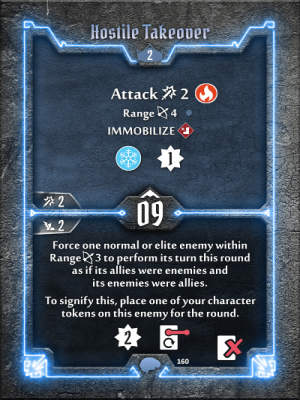 Hostile Takeover
2
Attack 2
Range 4
IMMOBILIZE
1
2
09
2
Force one normal or elite enemy within
Range 3 to perform its turn this round
as if its allies were enemies and
its enemies were allies.
To signify this, place one of your character
tokens on this enemy for the round.
2
160